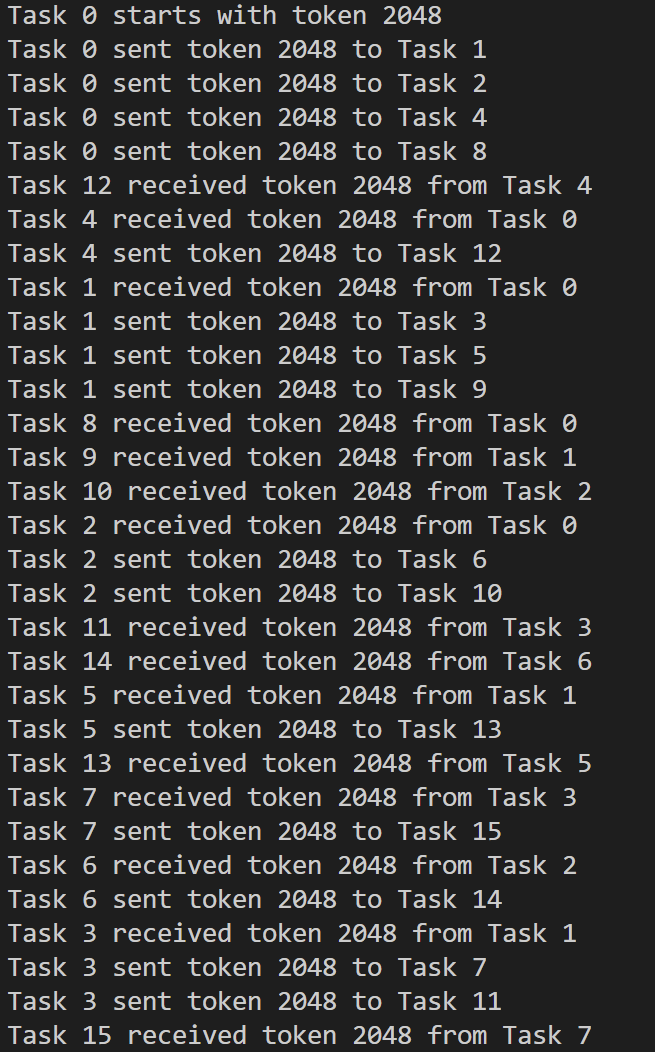 Task 0 starts with token 2048
Task 0 sent token 2048 to Task 1
Task 0 sent token 2048 to Task 2
Task 0 sent token 2048 to Task 4
Task 0 sent token 2048 to Task 8
Task 12 received token 2048 from Task 4
Task 4 received token 2048 from Task 0
Task 4 sent token 2048 to Task 12
Task 1 received token 2048 from Task 0
Task 1 sent token 2048 to Task 3
Task 1 sent token 2048 to Task 5
Task 1 sent token 2048 to Task 9
Task 8 received token 2048 from Task 0
Task 9 received token 2048 from Task 1
Task 10 received token 2048 from Task 2
Task 2 received token 2048 from Task 0
Task 2 sent token 2048 to Task 6
Task 2 sent token 2048 to Task 10
Task 11 received token 2048 from Task 3
Task 14 received token 2048 from Task 6
Task 5 received token 2048 from Task 1
Task 5 sent token 2048 to Task 13
Task 13 received token 2048 from Task 5
Task 7 received token 2048 from Task 3
Task 7 sent token 2048 to Task 15
Task 6 received token 2048 from Task 2
Task 6 sent token 2048 to Task 14
Task 3 received token 2048 from Task 1
Task 3 sent token 2048 to Task 7
Task 3 sent token 2048 to Task 11
Task 15 received token 2048 from Task 7